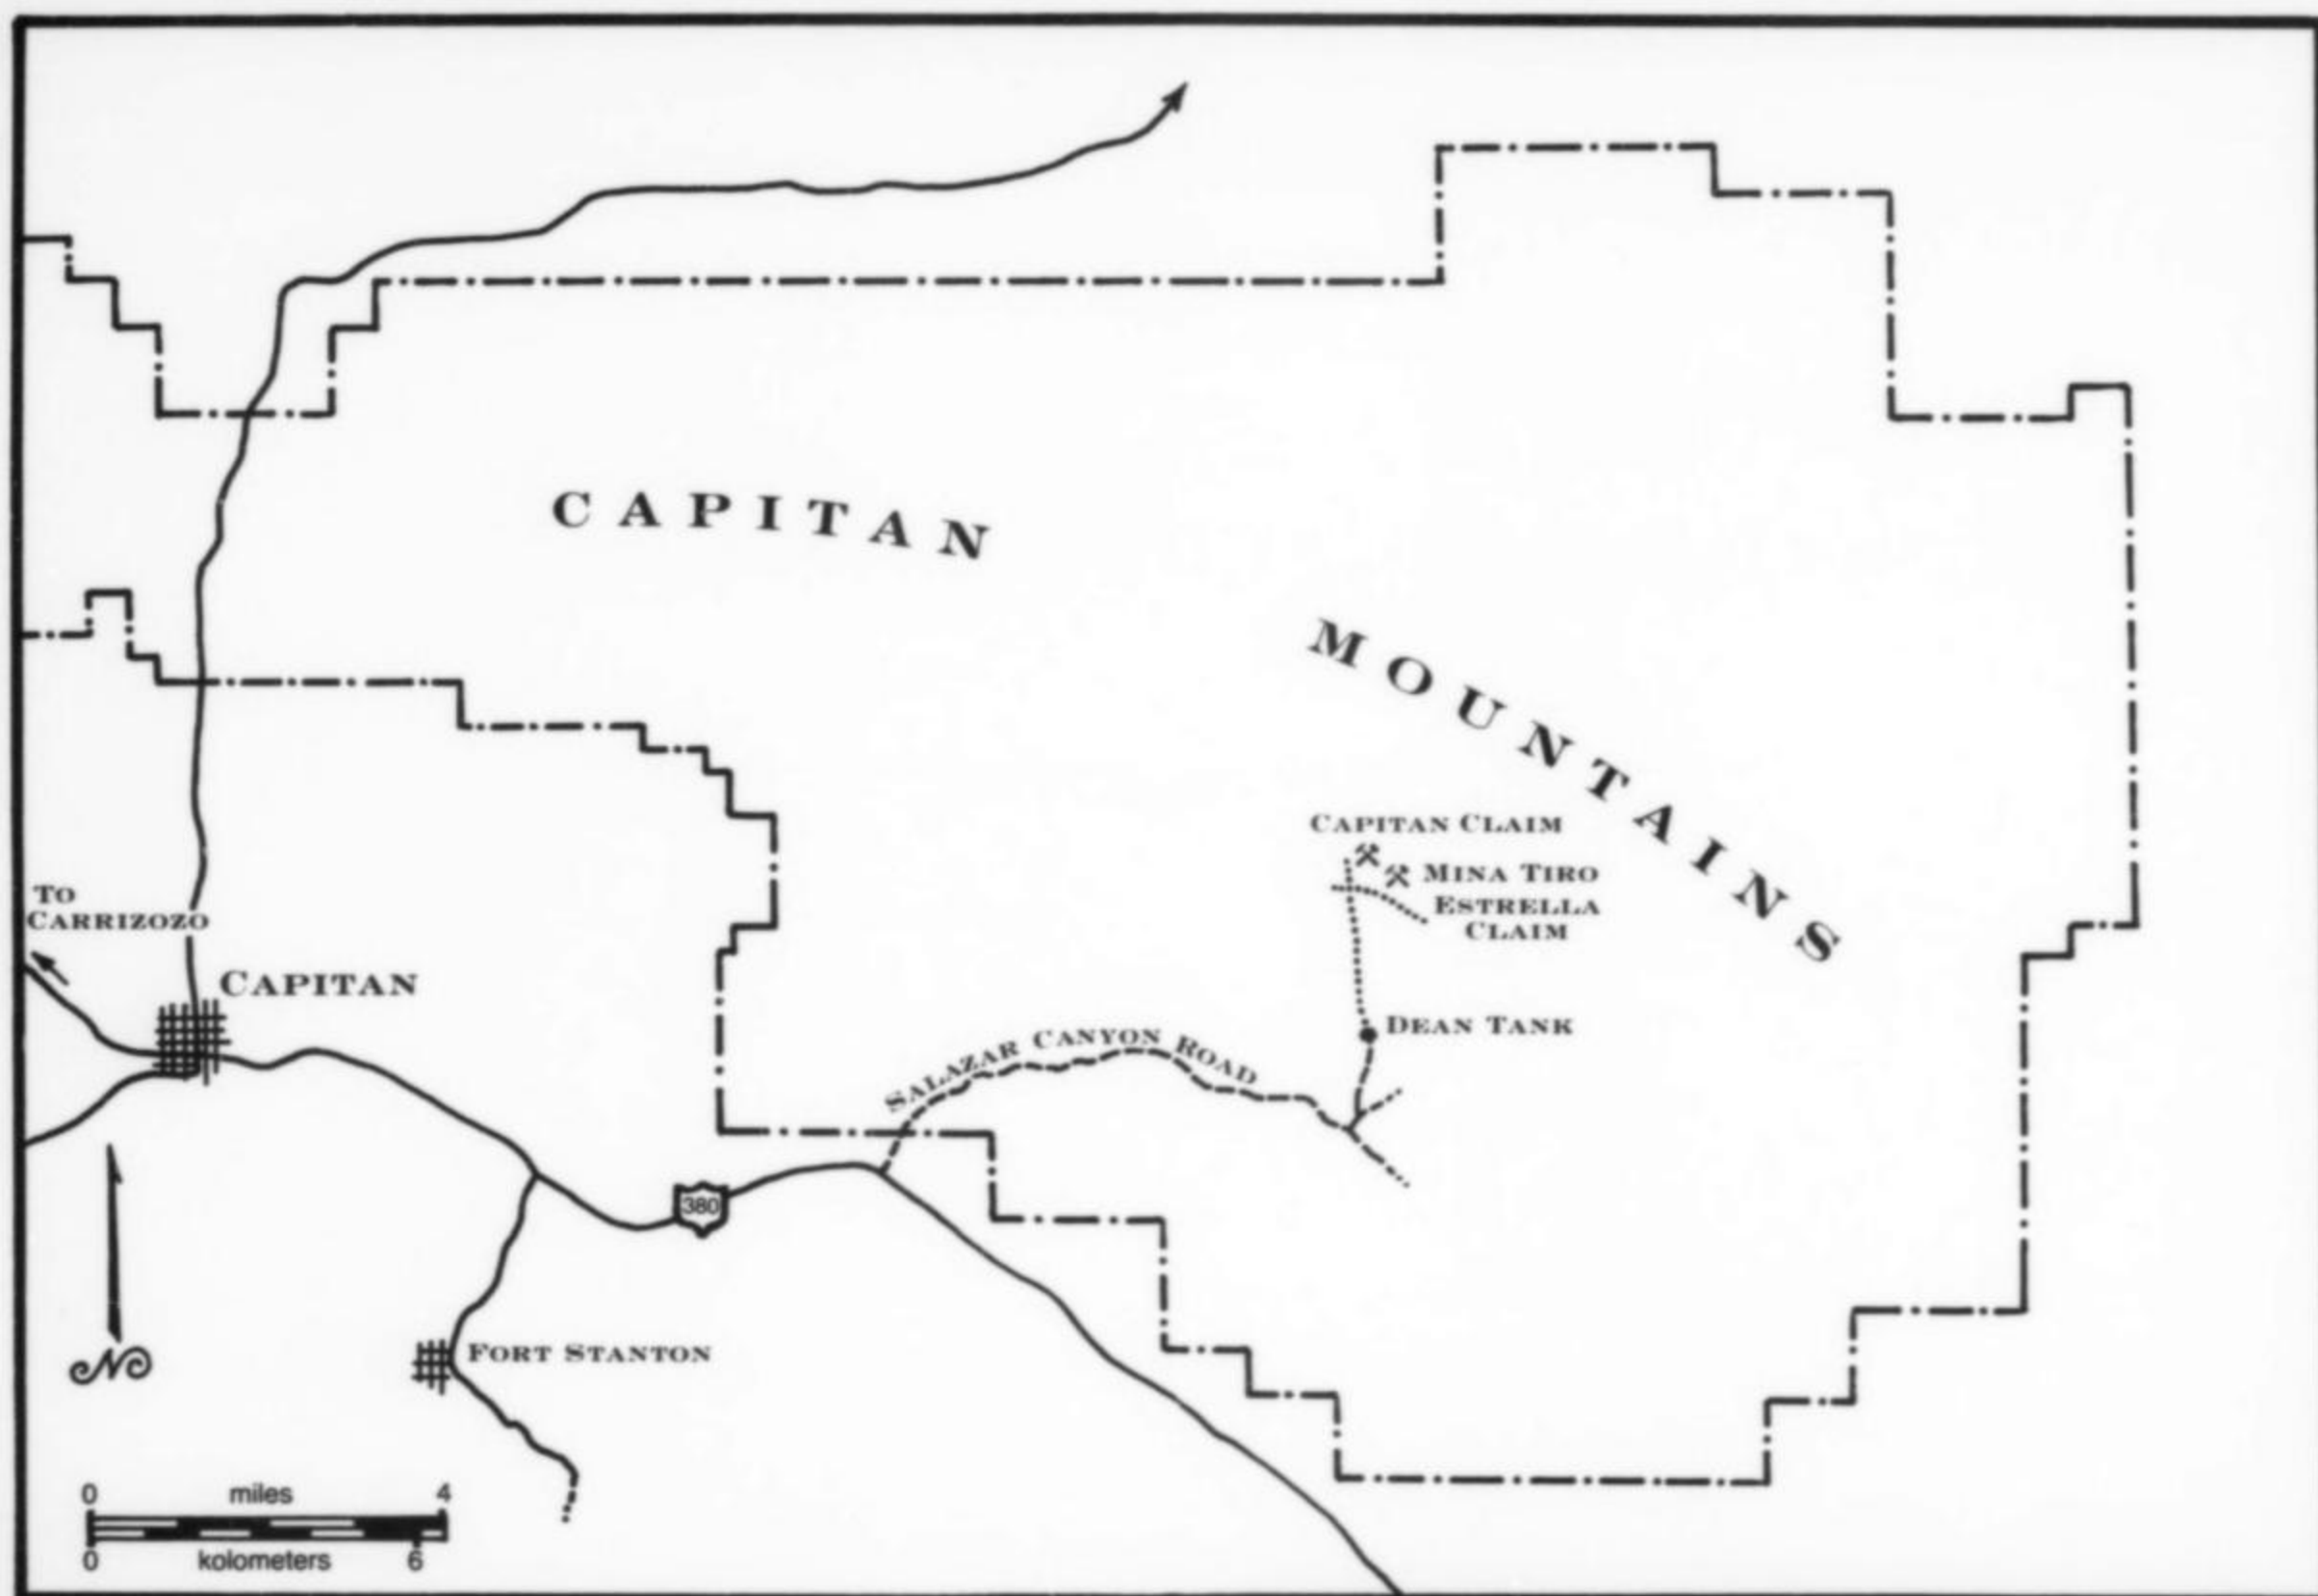 CAPITAN
MOUNTAINS
CAPITAN CLAIM
MINA TIRO
ESTRELLA
CLAIM
TO
CARRIZOZO
CAPITAN
DEAN TANK
SALAZAR CANYON ROAD
380
FORT STANTON
N
0 miles 4
0 kolometers 6